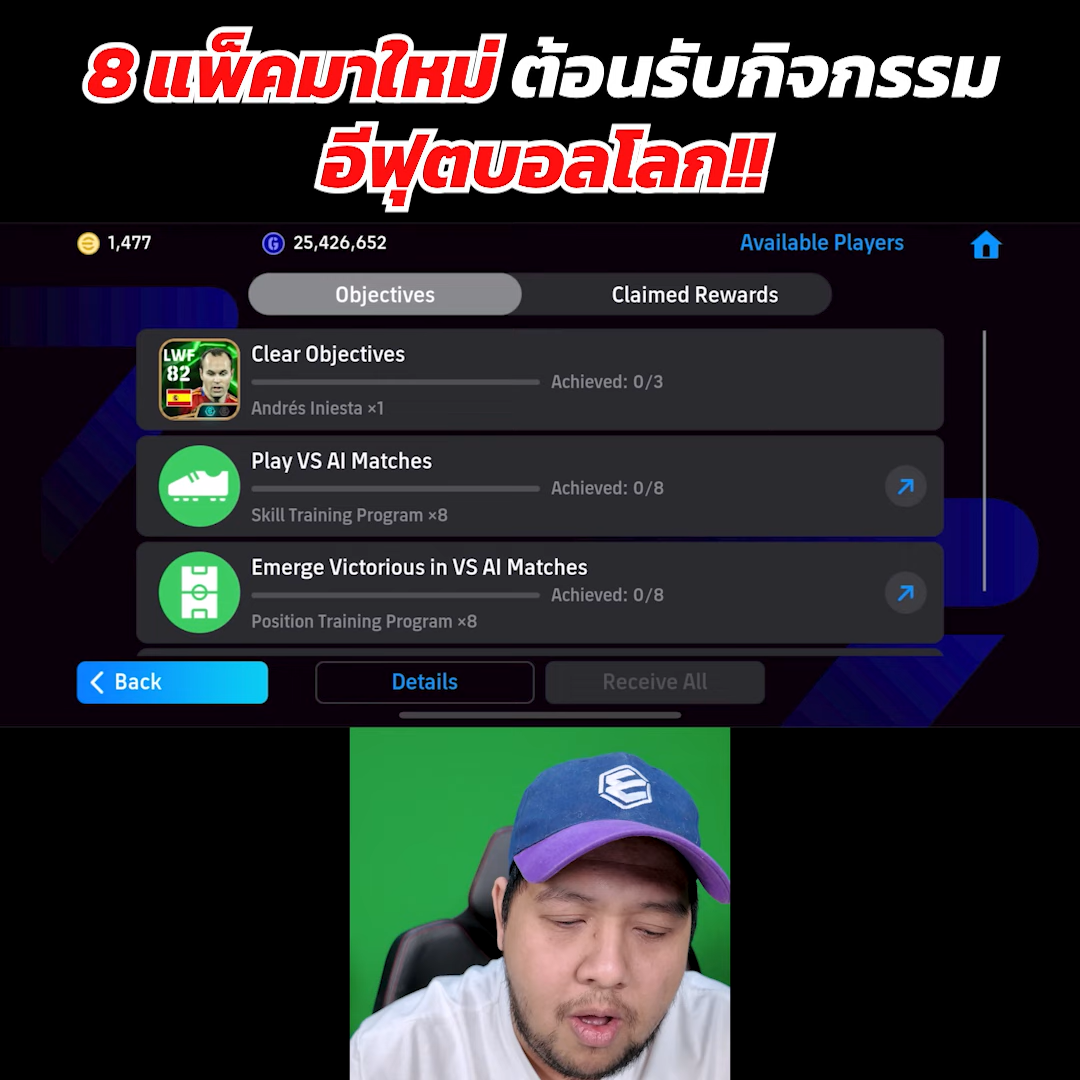 8 แพ็คมาใหม่ ต้อนรับกิจกรรม
อีฟุตบอลโลก!!
1,477
25,426,652
Available Players
Objectives
Claimed Rewards
LWF
82
Clear Objectives
Achieved: 0/3
Andrés Iniesta ×1
Play VS AI Matches
Achieved: 0/8
Skill Training Program ×8
Emerge Victorious in VS AI Matches
Achieved: 0/8
Position Training Program ×8
Back
Details
Receive All